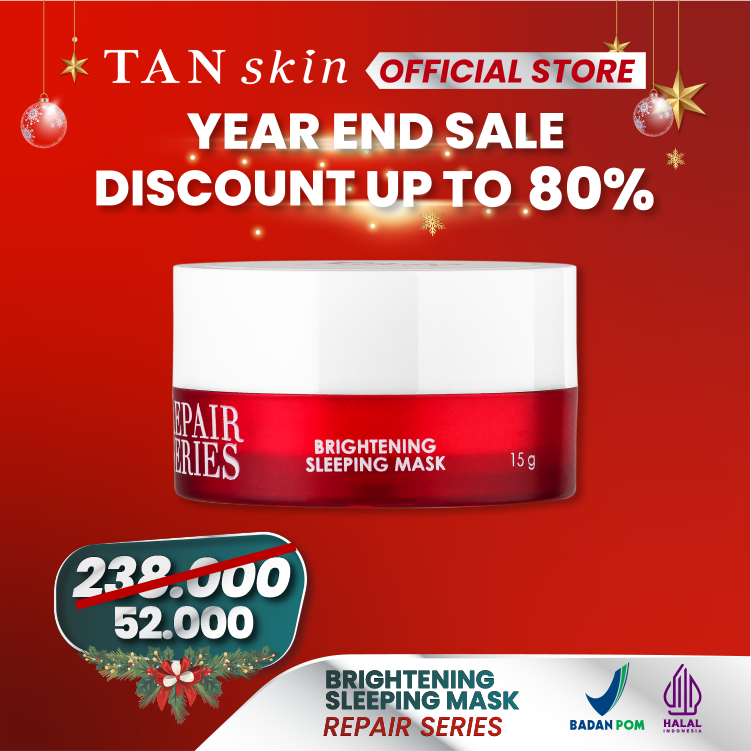 TAN skin OFFICIAL STORE
YEAR END SALE
DISCOUNT UP TO 80%
EPAIR
ERIES
BRIGHTENING
SLEEPING MASK
15 g
238.000
52.000
BRIGHTENING
SLEEPING MASK
REPAIR SERIES
BADAN POM
HALAL
INDONESIA